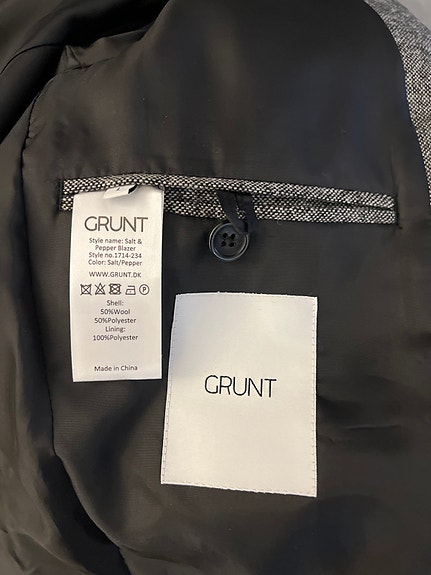 GRUNT
Style name: Salt &
Pepper Blazer
Style no.1714-234
Color: Salt/Pepper
WWW.GRUNT.DK
Shell:
50%Wool
50%Polyester
Lining:
100%Polyester
Made in China
GRUNT